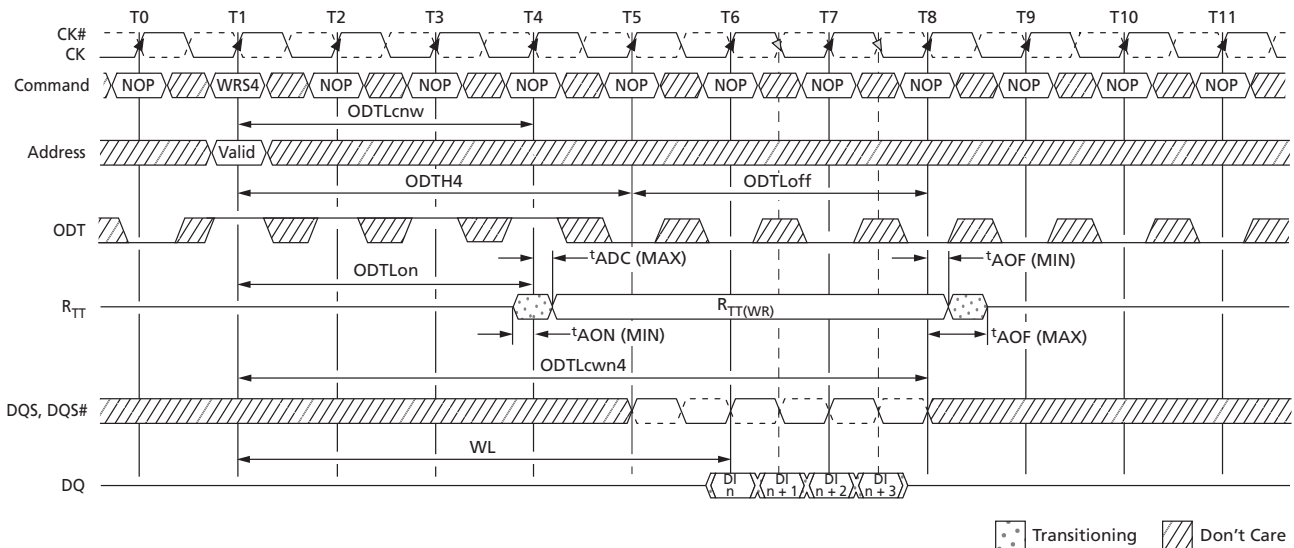 T0 T1 T2 T3 T4 T5 T6 T7 T8 T9 T10 T11
CK#
CK
Command NOP WRS4 NOP NOP NOP NOP NOP NOP NOP NOP NOP NOP
ODTLcnw
Address Valid
ODTH4 ODTLoff
ODT
tADC (MAX) tAOF (MIN)
ODTLon
RTT RTT(WR)
tAON (MIN) tAOF (MAX)
ODTLcwn4
DQS, DQS#
WL
DQ DI n DI n + 1 DI n + 2 DI n + 3
Transitioning Don't Care